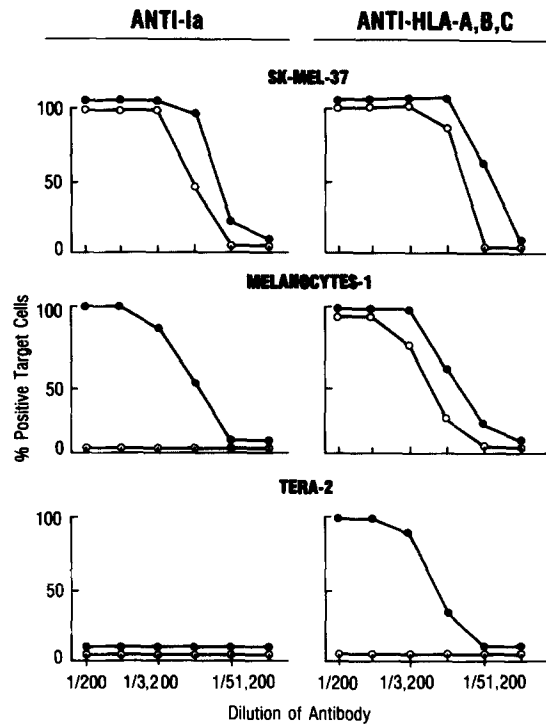 ANTI-Ia
ANTI-HLA-A,B,C
SK-MEL-37
100
50
0
MELANOCYTES-1
100
50
0
TERA-2
100
50
0
% Positive Target Cells
1/200
1/3,200
1/51,200
1/200
1/3,200
1/51,200
Dilution of Antibody